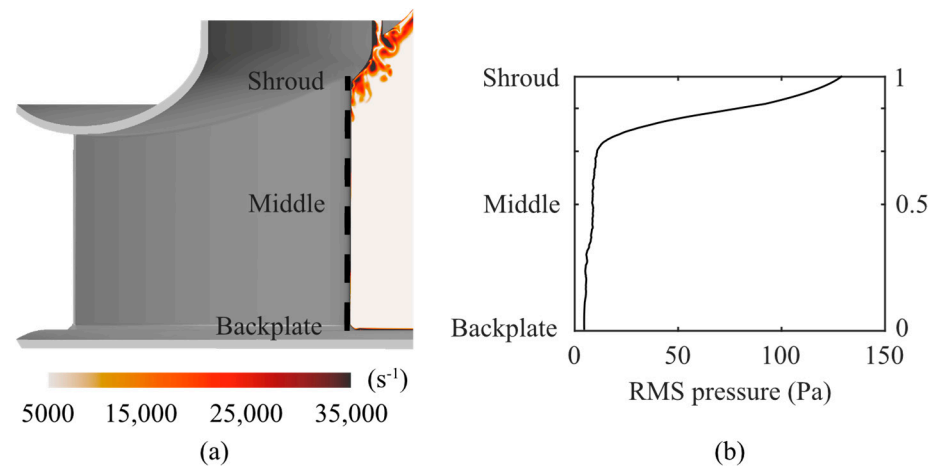 Shroud
Middle
Backplate
(s⁻¹)
5000 15,000 25,000 35,000
(a)
Shroud 1
Middle 0.5
Backplate 0
0 50 100 150
RMS pressure (Pa)
(b)